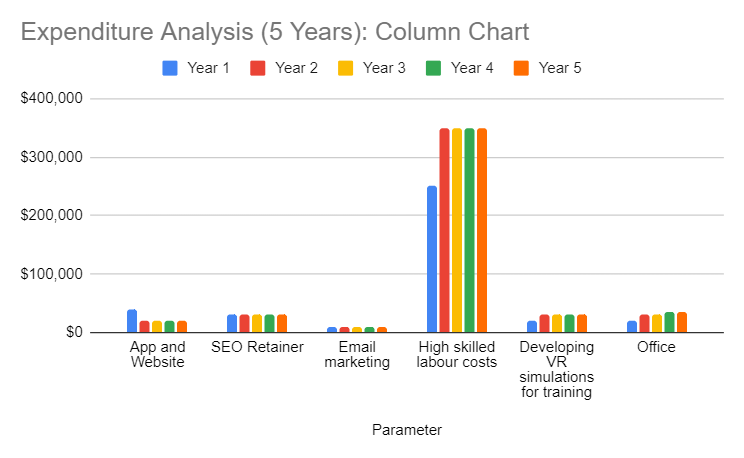 Expenditure Analysis (5 Years): Column Chart
Year 1 Year 2 Year 3 Year 4 Year 5
$400,000
$300,000
$200,000
$100,000
$0
App and
Website
SEO Retainer
Email
marketing
High skilled
labour costs
Developing
VR
simulations
for training
Office
Parameter